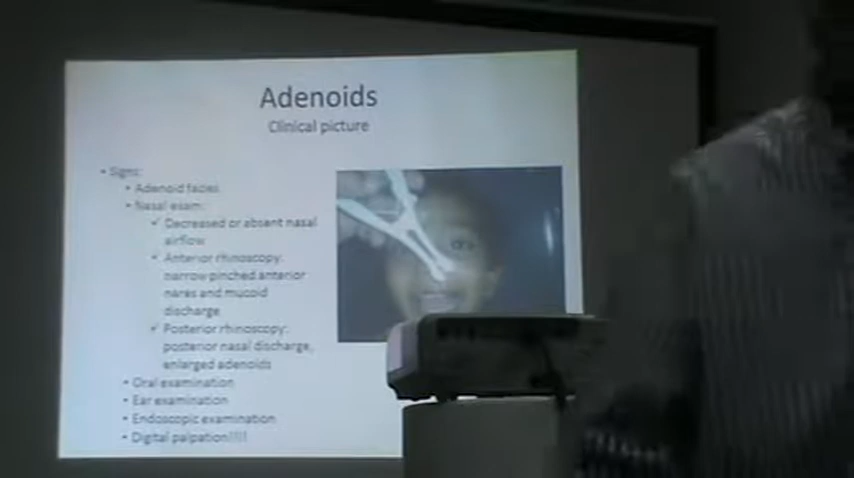 Adenoids
Clinical picture
• Signs:
• Adenoid facies
• Nasal exam:
✓ Decreased or absent nasal
airflow
✓ Anterior rhinoscopy:
narrow pinched anterior
nares and mucoid
discharge
✓ Posterior rhinoscopy:
posterior nasal discharge,
enlarged adenoids
• Oral examination
• Ear examination
• Endoscopic examination
• Digital palpation!!!!